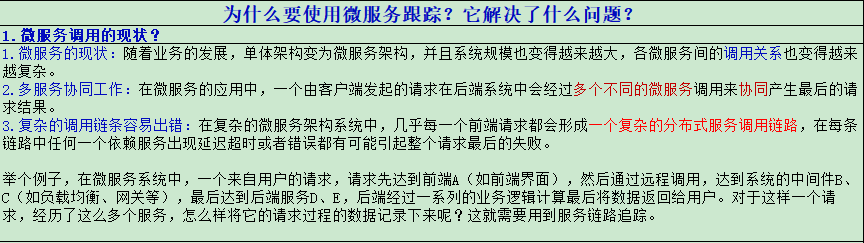 为什么要使用微服务跟踪？它解决了什么问题？
1.微服务调用的现状？
1.微服务的现状：随着业务的发展，单体架构变为微服务架构，并且系统规模也变得越来越大，各微服务间的调用关系也变得越来
越复杂。
2.多服务协同工作：在微服务的应用中，一个由客户端发起的请求在后端系统中会经过多个不同的微服务调用来协同产生最后的请
求结果。
3.复杂的调用链条容易出错：在复杂的微服务架构系统中，几乎每一个前端请求都会形成一个复杂的分布式服务调用链路，在每条
链路中任何一个依赖服务出现延迟超时或者错误都有可能引起整个请求最后的失败。
举个例子，在微服务系统中，一个来自用户的请求，请求先达到前端A（如前端界面），然后通过远程调用，达到系统的中间件B、
C（如负载均衡、网关等），最后达到后端服务D、E，后端经过一系列的业务逻辑计算最后将数据返回给用户。对于这样一个请
求，经历了这么多个服务，怎么样将它的请求过程的数据记录下来呢？这就需要用到服务链路追踪。